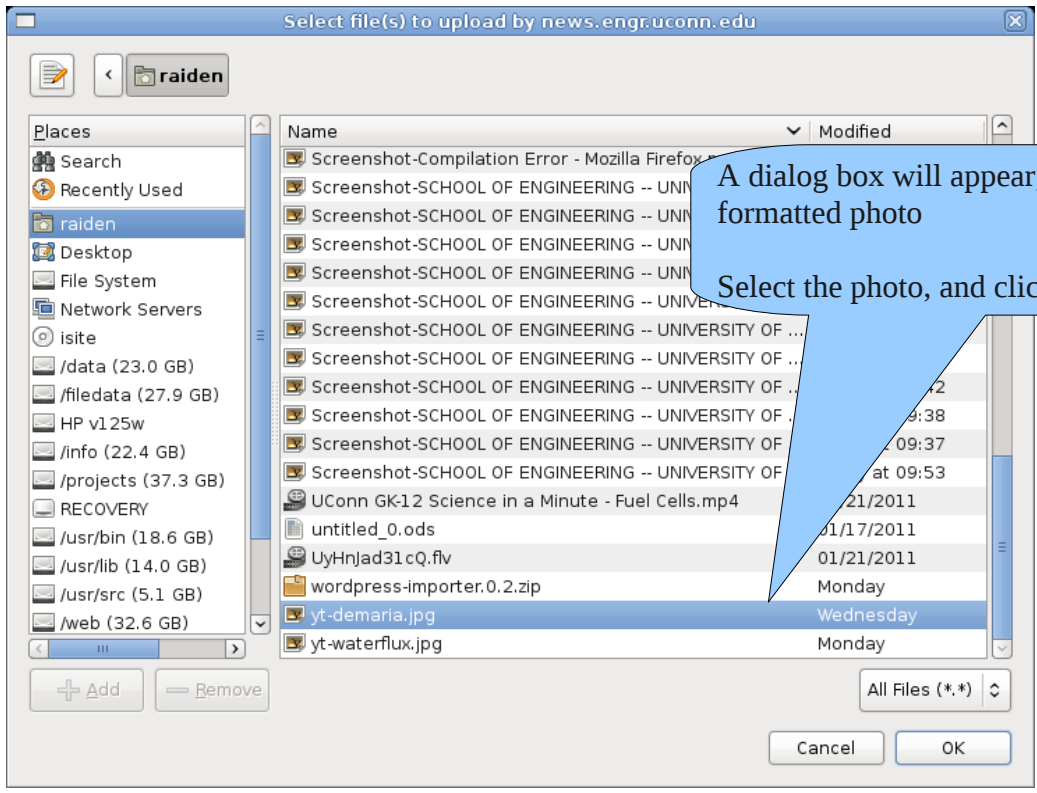 Select file(s) to upload by news.engr.uconn.edu
raiden
Places
Search
Recently Used
raiden
Desktop
File System
Network Servers
isite
/data (23.0 GB)
/filedata (27.9 GB)
HP v125w
/info (22.4 GB)
/projects (37.3 GB)
RECOVERY
/usr/bin (18.6 GB)
/usr/lib (14.0 GB)
/usr/src (5.1 GB)
/web (32.6 GB)
Add
Remove
Name Modified
Screenshot-Compilation Error - Mozilla Firefox
Screenshot-SCHOOL OF ENGINEERING --
Screenshot-SCHOOL OF ENGINEERING --
Screenshot-SCHOOL OF ENGINEERING --
Screenshot-SCHOOL OF ENGINEERING --
Screenshot-SCHOOL OF ENGINEERING --
Screenshot-SCHOOL OF ENGINEERING -- UNIVERSITY OF ...
Screenshot-SCHOOL OF ENGINEERING -- UNIVERSITY OF ...
Screenshot-SCHOOL OF ENGINEERING -- UNIVERSITY OF
Screenshot-SCHOOL OF ENGINEERING -- UNIVERSITY OF 9:38
Screenshot-SCHOOL OF ENGINEERING -- UNIVERSITY OF 09:37
Screenshot-SCHOOL OF ENGINEERING -- UNIVERSITY OF at 09:53
UConn GK-12 Science in a Minute - Fuel Cells.mp4 21/2011
untitled_0.ods 01/17/2011
UyHnJad31cQ.flv 01/21/2011
wordpress-importer.0.2.zip Monday
yt-demaria.jpg Wednesday
yt-waterflux.jpg Monday
A dialog box will appear,
formatted photo
Select the photo, and clic
All Files (*.*)
Cancel OK